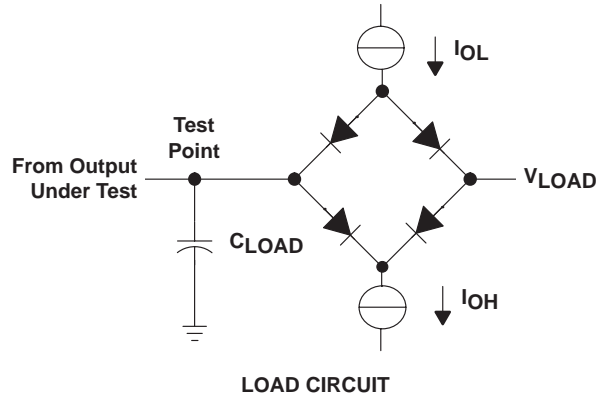 IOL
Test
Point
From Output
Under Test
VLOAD
CLOAD
IOH
LOAD CIRCUIT